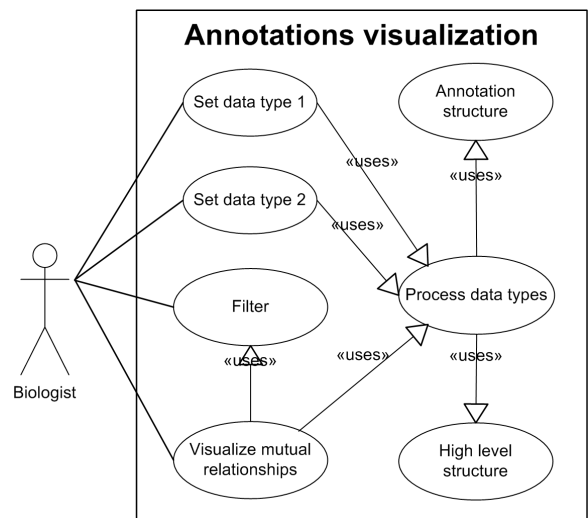 Annotations visualization
Set data type 1
Annotation
structure
«uses»
«uses»
Set data type 2
«uses»
Filter
Process data types
«uses»
«uses»
«uses»
Biologist
Visualize mutual
relationships
High level
structure